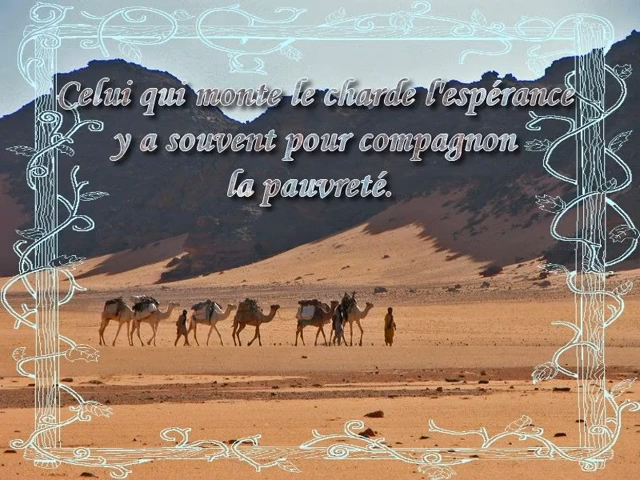 Celui qui monte le charde l'espérance
y a souvent pour compagnon
la pauvreté.